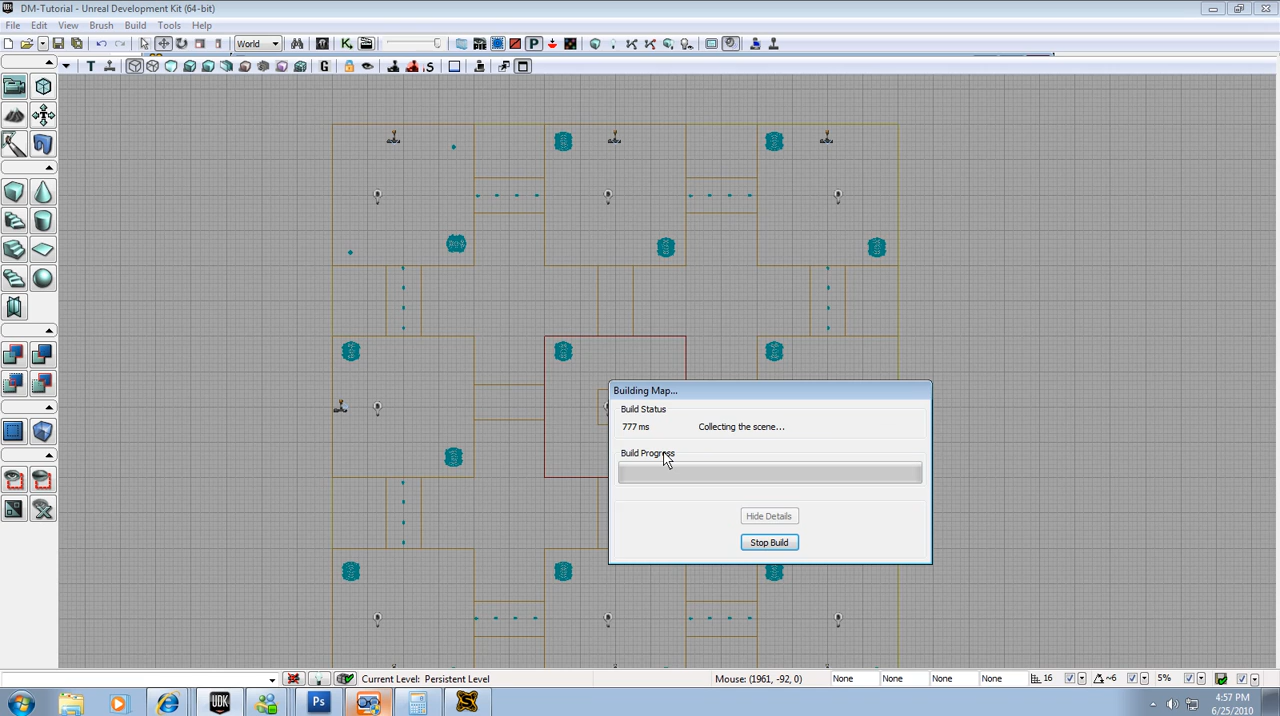 DM-Tutorial - Unreal Development Kit (64-bit)
File Edit View Brush Build Tools Help
World
T G S
P
Building Map...
Build Status
777 ms Collecting the scene...
Build Progress
Hide Details
Stop Build
Current Level: Persistent Level
Mouse: (1961, -92, 0)
None None None None 16 ~6 5%
UDK Ps
4:57 PM
6/25/2010